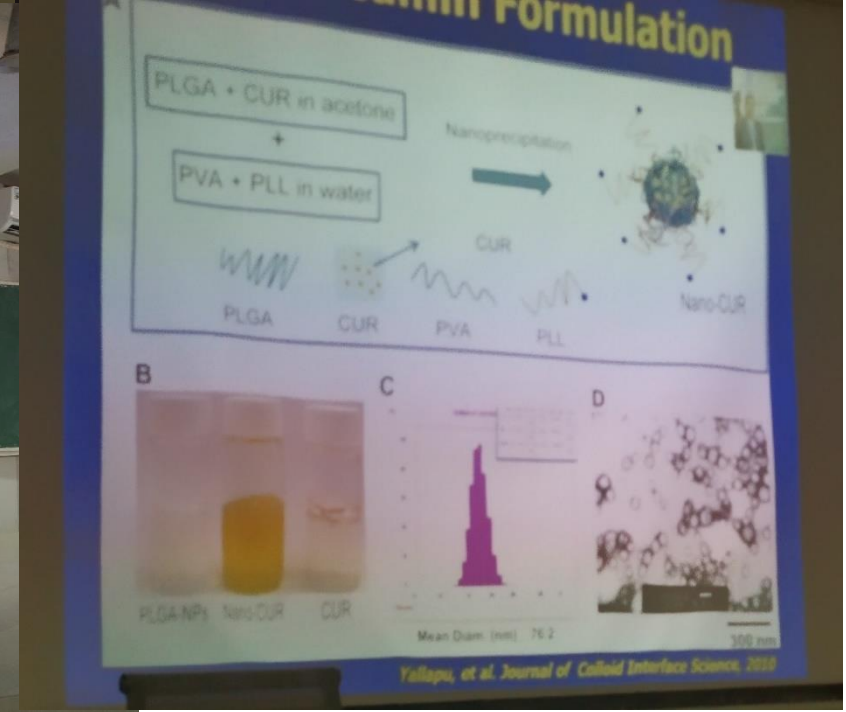 Formulation
PLGA + CUR in acetone
+
PVA + PLL in water
Nanoprecipitation
CUR
PLGA
CUR
PVA
PLL
Nano-CUR
B
C
D
PLGA-NPs
Nano-CUR
CUR
Mean Diam. (nm) 76.2
300 nm
Yallapu, et al. Journal of Colloid Interface Science, 2010